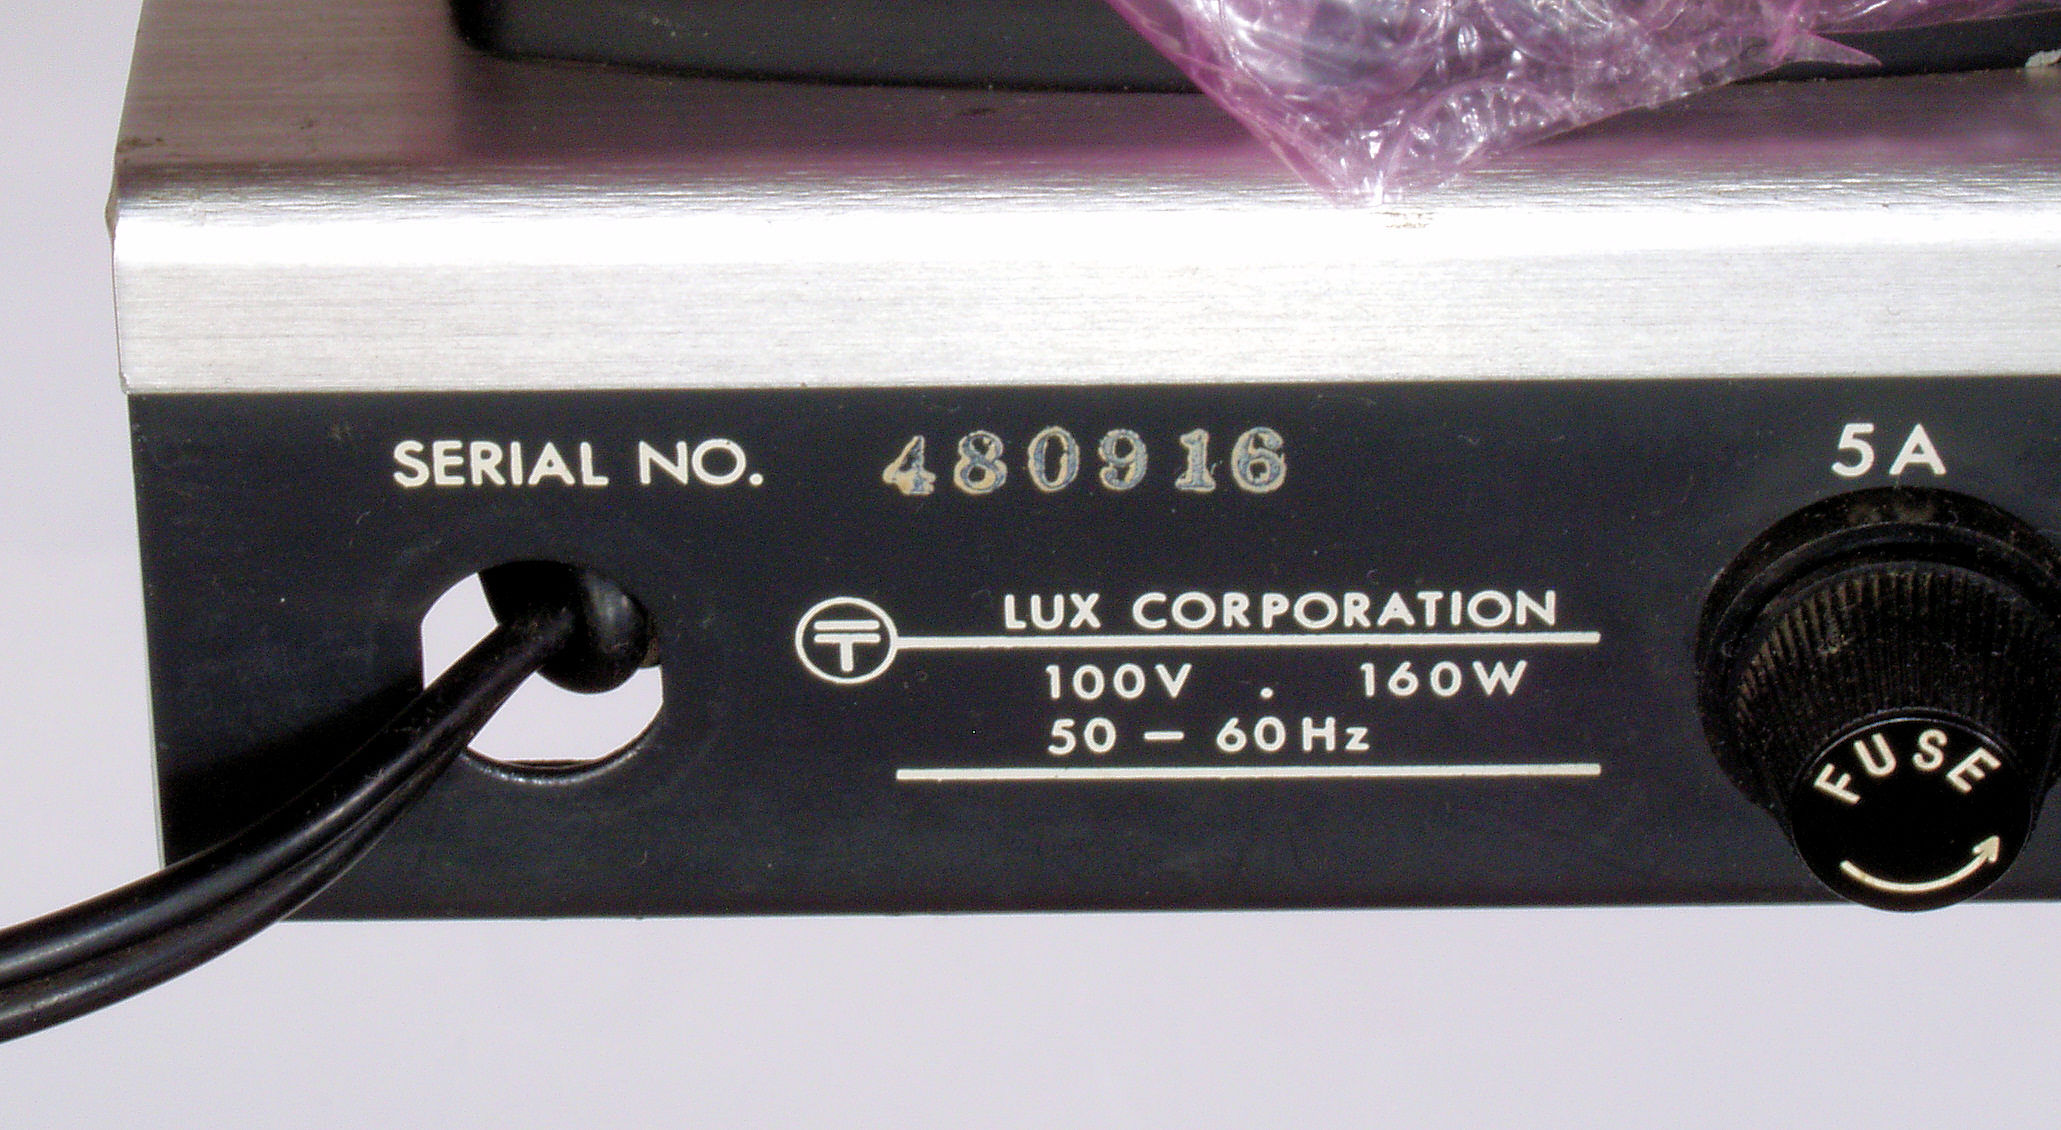 SERIAL NO. 480916
5A
LUX CORPORATION
100V . 160W
50 – 60Hz
FUSE